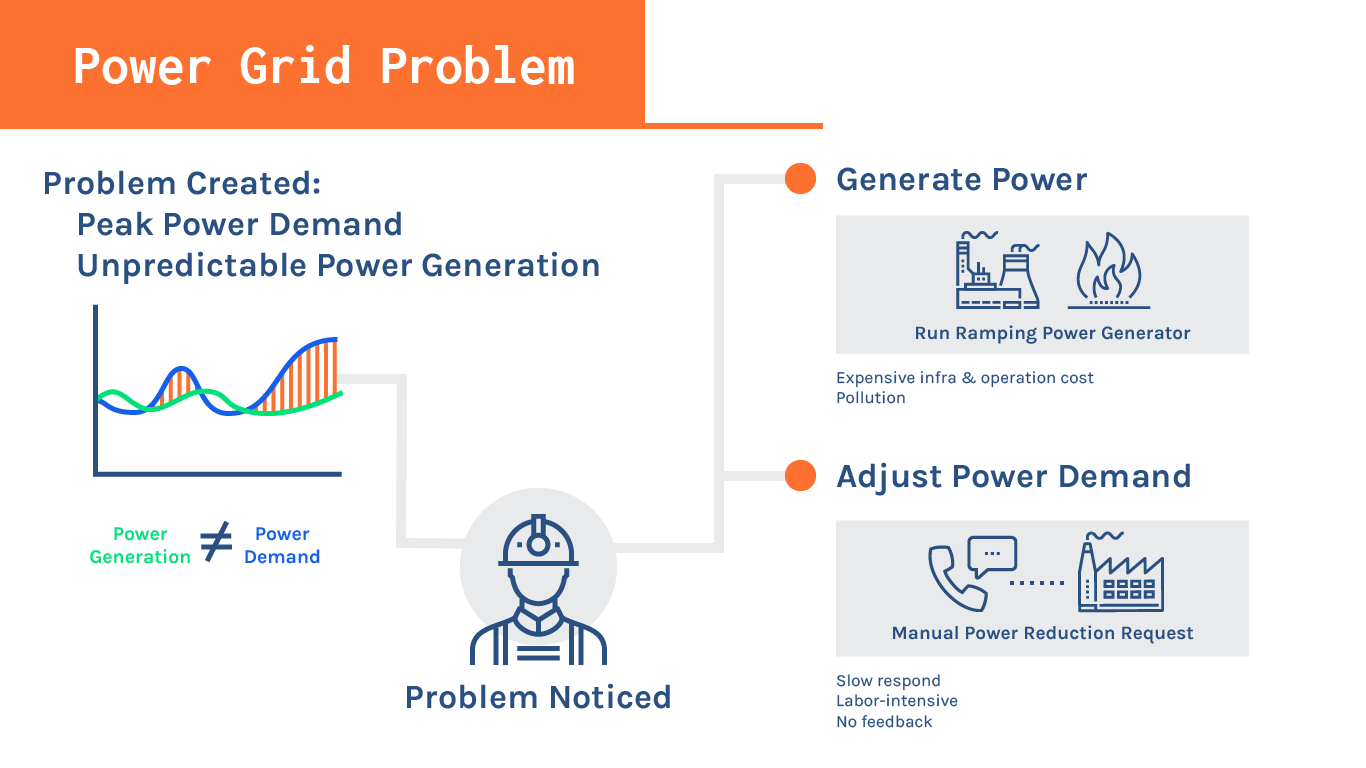 Power Grid Problem
Problem Created:
Peak Power Demand
Unpredictable Power Generation
Power
Generation
≠
Power
Demand
Problem Noticed
Generate Power
Run Ramping Power Generator
Expensive infra & operation cost
Pollution
Adjust Power Demand
...
Manual Power Reduction Request
Slow respond
Labor-intensive
No feedback